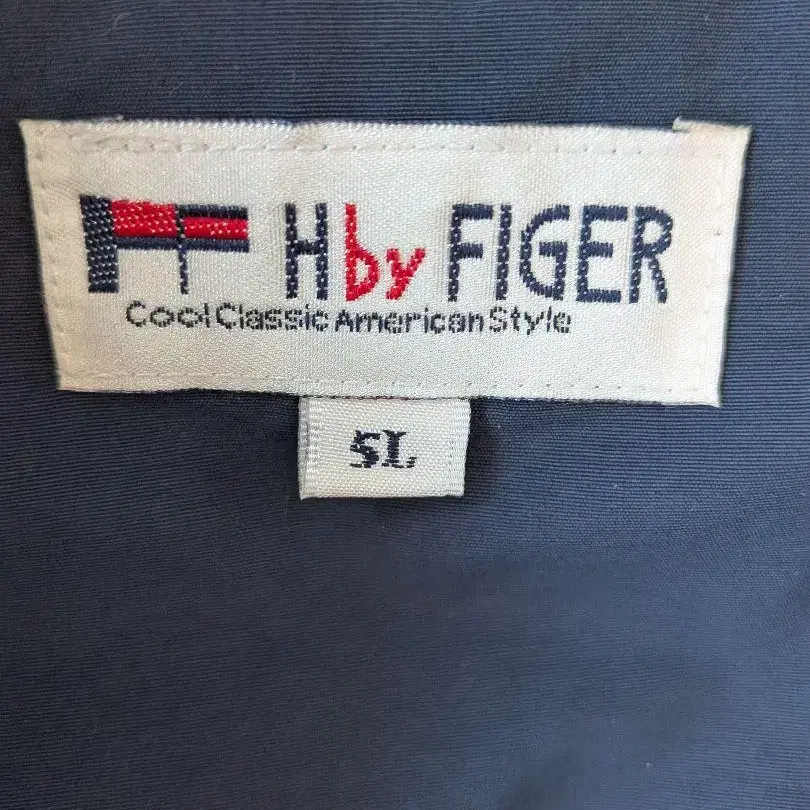 H by FIGER
Cool Classic American Style
5L